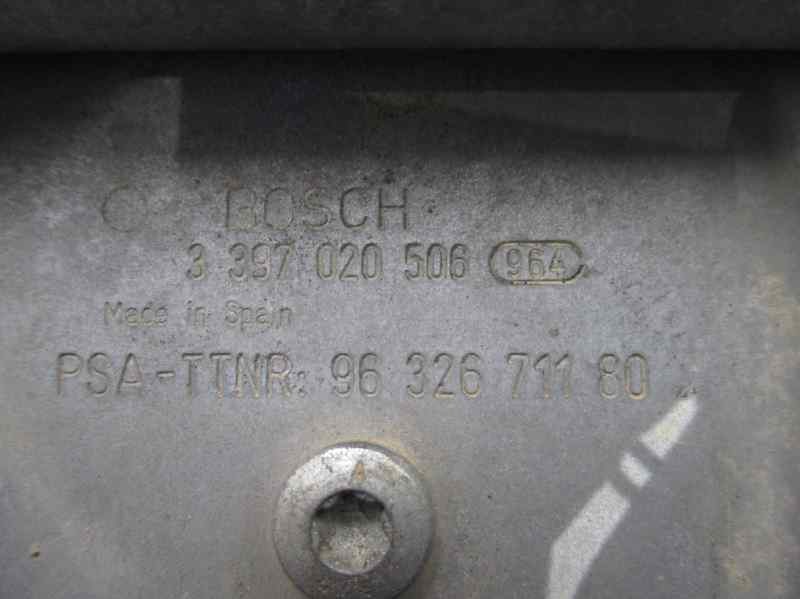 BOSCH
3 397 020 506 964
Made in Spain
PSA-TTNR: 96 326 711 80